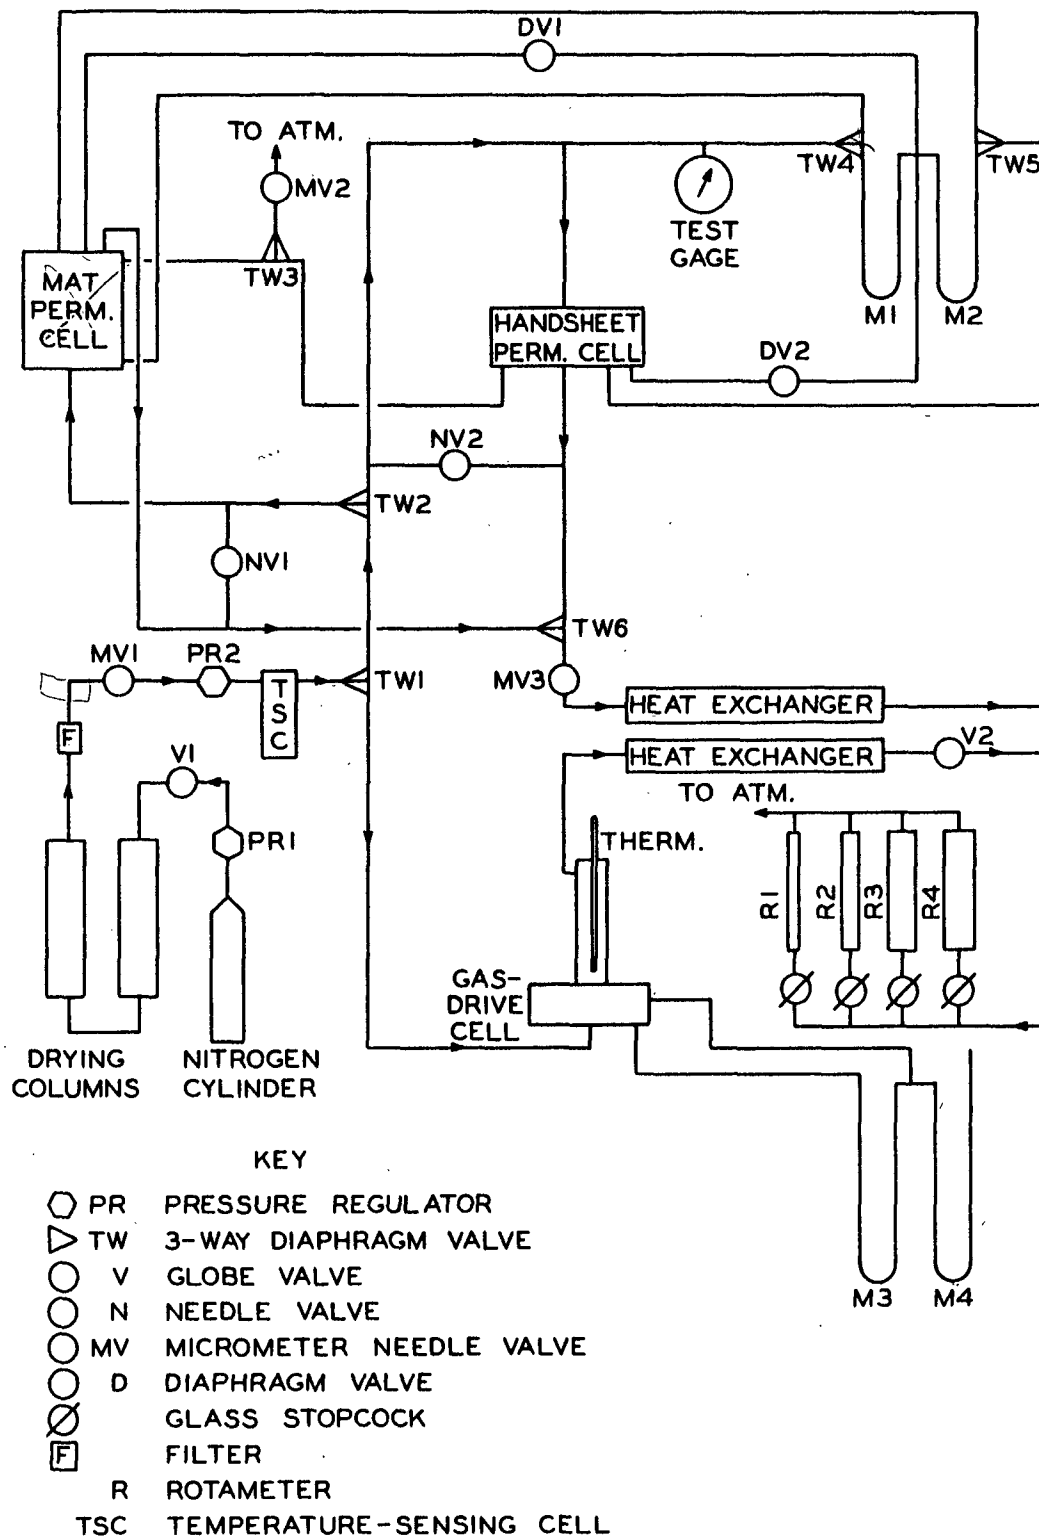 DV1
TO ATM.
MV2
TW3
TW4
TW5
TEST
GAGE
M1
M2
MAT
PERM.
CELL
HANDSHEET
PERM. CELL
DV2
NV2
TW2
NV1
TW6
MV1
PR2
TSC
TW1
MV3
HEAT EXCHANGER
F
V1
HEAT EXCHANGER
V2
TO ATM.
PR1
THERM.
R1
R2
R3
R4
GAS-
DRIVE
CELL
DRYING
COLUMNS
NITROGEN
CYLINDER
M3
M4
KEY
PR PRESSURE REGULATOR
TW 3-WAY DIAPHRAGM VALVE
V GLOBE VALVE
N NEEDLE VALVE
MV MICROMETER NEEDLE VALVE
D DIAPHRAGM VALVE
GLASS STOPCOCK
F FILTER
R ROTAMETER
TSC TEMPERATURE-SENSING CELL